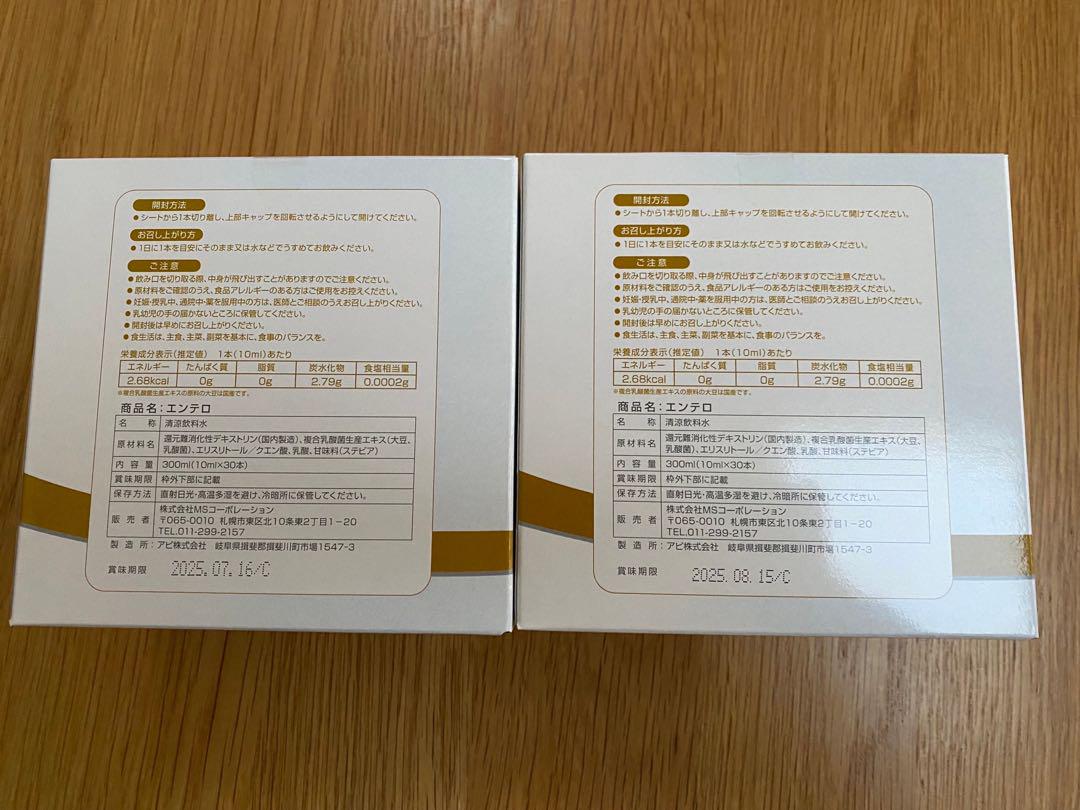 開封方法
●シートから1本切り離し、上部キャップを回転させるようにして開けてください。
お召し上がり方
●1日に1本を目安にそのまま又は水などでうすめてお飲みください。
ご注意
●飲み口を切り取る際、中身が飛び出すことがありますのでご注意ください。
●原材料をご確認のうえ、食品アレルギーのある方はご使用をお控えください。
●妊娠・授乳中、通院中・薬を服用中の方は、医師とご相談のうえお召し上がりください。
●乳幼児の手の届かないところに保管してください。
●開封後は早めにお召し上がりください。
●食生活は、主食、主菜、副菜を基本に、食事のバランスを。
栄養成分表示(推定値) 1本(10ml)あたり
エネルギー たんぱく質 脂質 炭水化物 食塩相当量
2.68kcal 0g 0g 2.79g 0.0002g
※複合乳酸菌生産エキスの原料の大豆は国産です。
商品名:エンテロ
名称 清涼飲料水
原材料名 還元難消化性デキストリン(国内製造)、複合乳酸菌生産エキス(大豆、
乳酸菌)、エリスリトール/クエン酸、乳酸、甘味料(ステビア)
内容量 300ml(10ml×30本)
賞味期限 枠外下部に記載
保存方法 直射日光・高温多湿を避け、冷暗所に保管してください。
販売者 株式会社MSコーポレーション
〒065-0010 札幌市東区北10条東2丁目1-20
TEL.011-299-2157
製造所:アピ株式会社 岐阜県揖斐郡揖斐川町市場1547-3
賞味期限 2025.07.16/C
開封方法
●シートから1本切り離し、上部キャップを回転させるようにして開けてください。
お召し上がり方
●1日に1本を目安にそのまま又は水などでうすめてお飲みください。
ご注意
●飲み口を切り取る際、中身が飛び出すことがありますのでご注意ください。
●原材料をご確認のうえ、食品アレルギーのある方はご使用をお控えください。
●妊娠・授乳中、通院中・薬を服用中の方は、医師とご相談のうえお召し上がりください。
●乳幼児の手の届かないところに保管してください。
●開封後は早めにお召し上がりください。
●食生活は、主食、主菜、副菜を基本に、食事のバランスを。
栄養成分表示(推定値) 1本(10ml)あたり
エネルギー たんぱく質 脂質 炭水化物 食塩相当量
2.68kcal 0g 0g 2.79g 0.0002g
※複合乳酸菌生産エキスの原料の大豆は国産です。
商品名:エンテロ
名称 清涼飲料水
原材料名 還元難消化性デキストリン(国内製造)、複合乳酸菌生産エキス(大豆、
乳酸菌)、エリスリトール/クエン酸、乳酸、甘味料(ステビア)
内容量 300ml(10ml×30本)
賞味期限 枠外下部に記載
保存方法 直射日光・高温多湿を避け、冷暗所に保管してください。
販売者 株式会社MSコーポレーション
〒065-0010 札幌市東区北10条東2丁目1-20
TEL.011-299-2157
製造所:アピ株式会社 岐阜県揖斐郡揖斐川町市場1547-3
賞味期限 2025.08.15/C